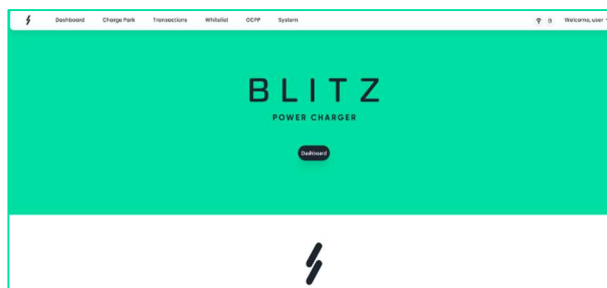 Dashboard Charge Park Transactions Whitelist OCPP System Welcome, user
BLITZ
POWER CHARGER
Dashboard